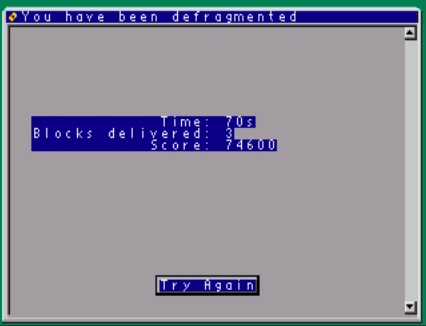 You have been defragmented
Time: 70s
Blocks delivered: 3
Score: 74600
Try Again